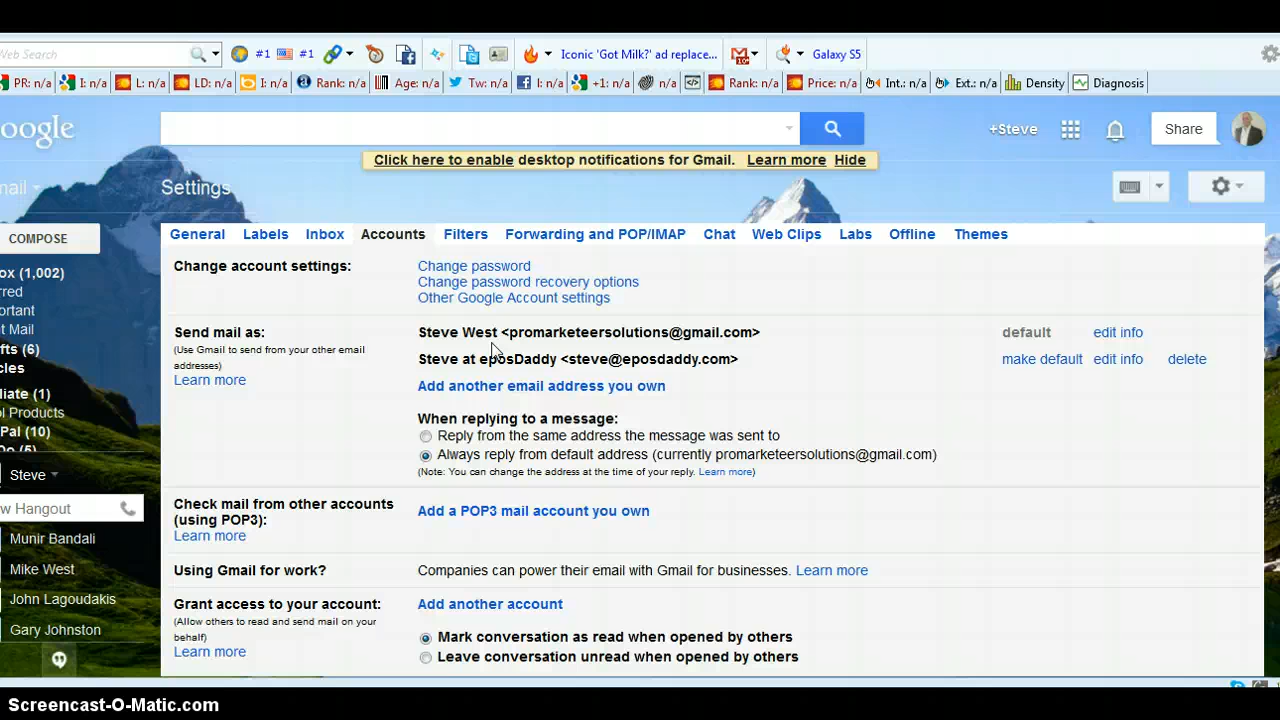 Web Search #1 #1 Iconic 'Got Milk?' ad replace... Galaxy S5
PR: n/a I: n/a L: n/a LD: n/a I: n/a Rank: n/a Age: n/a Tw: n/a I: n/a +1: n/a n/a Rank: n/a Price: n/a Int.: n/a Ext.: n/a Density Diagnosis
oogle +Steve Share
Click here to enable desktop notifications for Gmail. Learn more Hide
mail Settings
COMPOSE General Labels Inbox Accounts Filters Forwarding and POP/IMAP Chat Web Clips Labs Offline Themes
Change account settings: Change password
Change password recovery options
Other Google Account settings
Send mail as: Steve West <promarketeersolutions@gmail.com> default edit info
(Use Gmail to send from your other email
addresses)
Learn more
Steve at eposDaddy <steve@eposdaddy.com> make default edit info delete
Add another email address you own
When replying to a message:
Reply from the same address the message was sent to
Always reply from default address (currently promarketeersolutions@gmail.com)
(Note: You can change the address at the time of your reply. Learn more)
Check mail from other accounts
(using POP3):
Learn more
Add a POP3 mail account you own
Using Gmail for work? Companies can power their email with Gmail for businesses. Learn more
Grant access to your account: Add another account
(Allow others to read and send mail on your
behalf)
Learn more
Mark conversation as read when opened by others
Leave conversation unread when opened by others
ox (1,002)
rred
ortant
t Mail
fts (6)
cles
liate (1)
ol Products
Pal (10)
Steve
w Hangout
Munir Bandali
Mike West
John Lagoudakis
Gary Johnston
Screencast-O-Matic.com